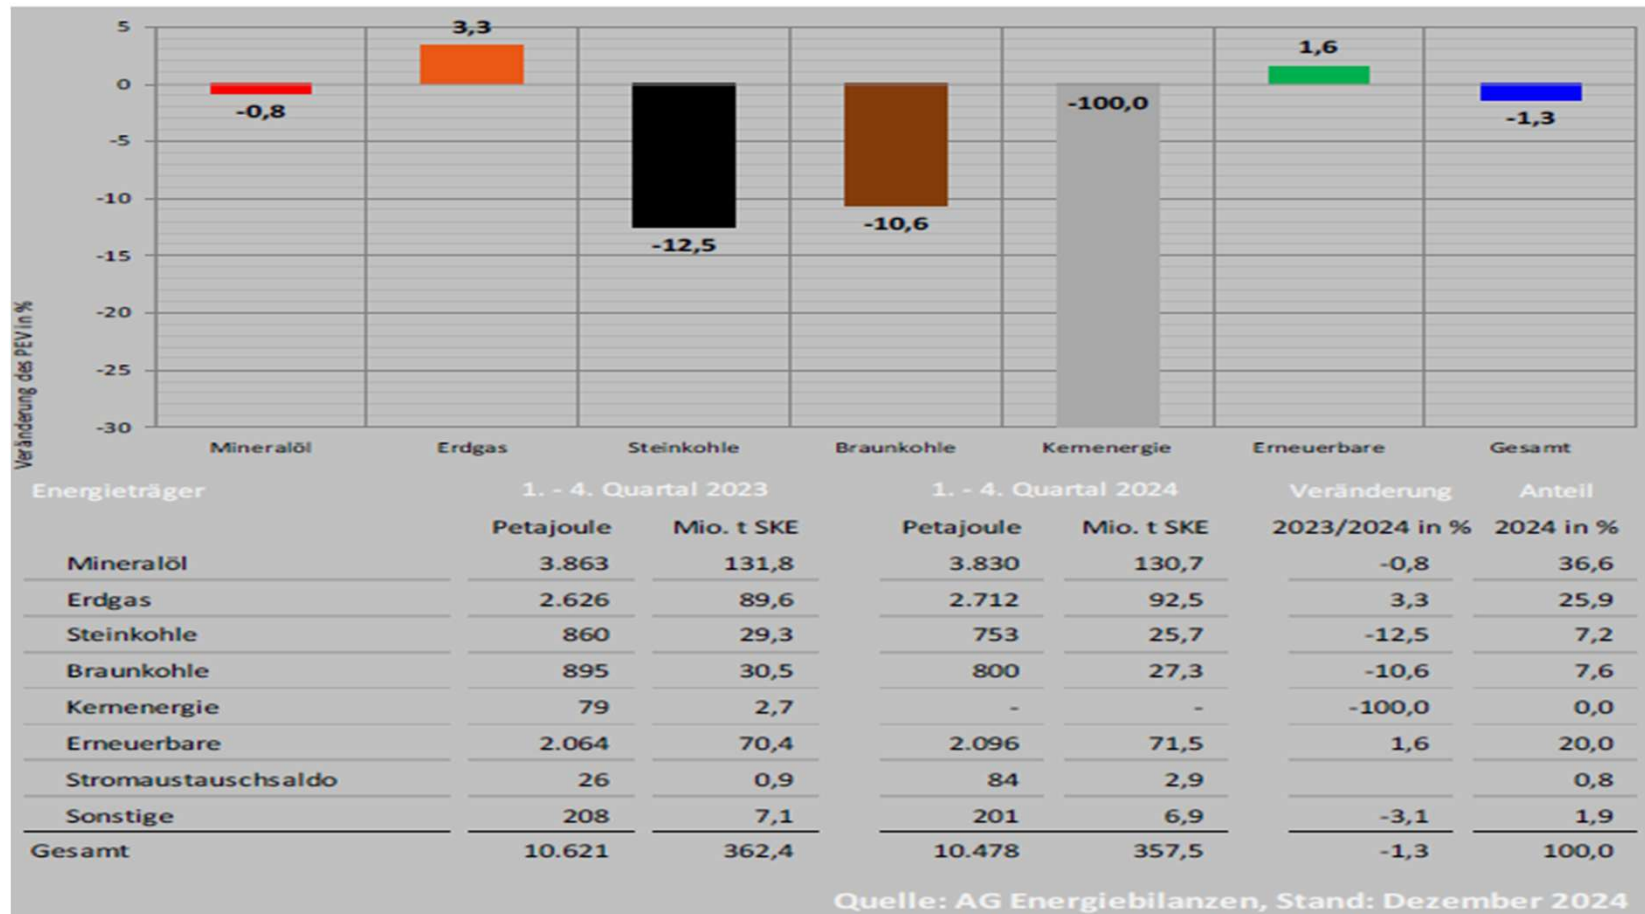 5
0
-5
-10
-15
-20
-25
-30
Veränderung des PEV in %
3,3
1,6
-0,8
-12,5
-10,6
-100,0
-1,3
Mineralöl Erdgas Steinkohle Braunkohle Kernenergie Erneuerbare Gesamt
Energieträger 1. - 4. Quartal 2023 1. - 4. Quartal 2024 Veränderung Anteil
Petajoule Mio. t SKE Petajoule Mio. t SKE 2023/2024 in % 2024 in %
Mineralöl 3.863 131,8 3.830 130,7 -0,8 36,6
Erdgas 2.626 89,6 2.712 92,5 3,3 25,9
Steinkohle 860 29,3 753 25,7 -12,5 7,2
Braunkohle 895 30,5 800 27,3 -10,6 7,6
Kernenergie 79 2,7 - - -100,0 0,0
Erneuerbare 2.064 70,4 2.096 71,5 1,6 20,0
Stromaustauschsaldo 26 0,9 84 2,9 0,8
Sonstige 208 7,1 201 6,9 -3,1 1,9
Gesamt 10.621 362,4 10.478 357,5 -1,3 100,0
Quelle: AG Energiebilanzen, Stand: Dezember 2024